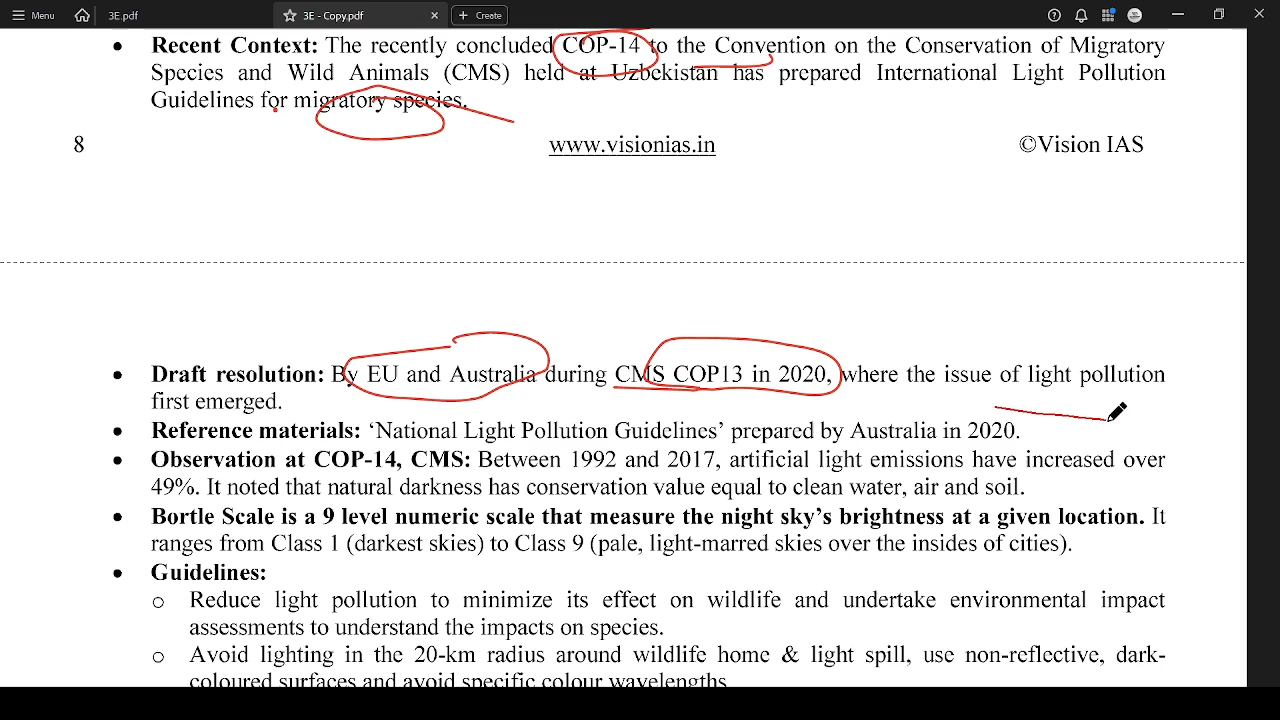 Menu
3E.pdf
3E - Copy.pdf
Create
• Recent Context: The recently concluded COP-14 to the Convention on the Conservation of Migratory
Species and Wild Animals (CMS) held at Uzbekistan has prepared International Light Pollution
Guidelines for migratory species.
8 www.visionias.in ©Vision IAS
• Draft resolution: By EU and Australia during CMS COP13 in 2020, where the issue of light pollution
first emerged.
• Reference materials: ‘National Light Pollution Guidelines’ prepared by Australia in 2020.
• Observation at COP-14, CMS: Between 1992 and 2017, artificial light emissions have increased over
49%. It noted that natural darkness has conservation value equal to clean water, air and soil.
• Bortle Scale is a 9 level numeric scale that measure the night sky’s brightness at a given location. It
ranges from Class 1 (darkest skies) to Class 9 (pale, light-marred skies over the insides of cities).
• Guidelines:
o Reduce light pollution to minimize its effect on wildlife and undertake environmental impact
assessments to understand the impacts on species.
o Avoid lighting in the 20-km radius around wildlife home & light spill, use non-reflective, dark-
coloured surfaces and avoid specific colour wavelengths